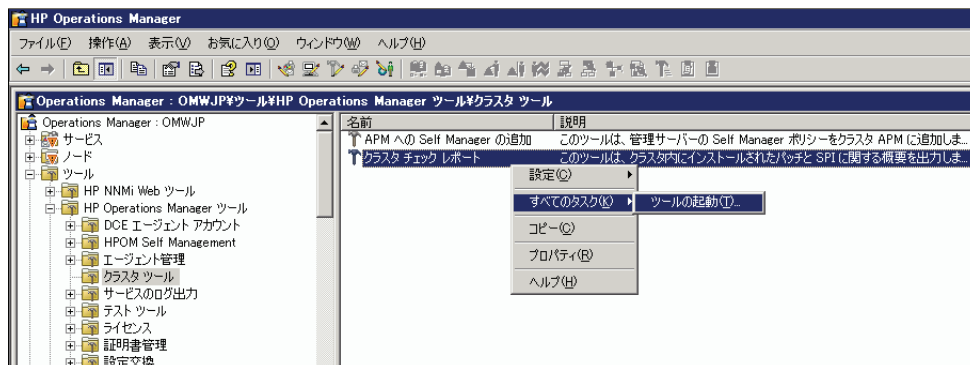 HP Operations Manager
ファイル(F) 操作(A) 表示(V) お気に入り(O) ウィンドウ(W) ヘルプ(H)
Operations Manager : OMWJP¥ツール¥HP Operations Manager ツール¥クラスタ ツール
Operations Manager : OMWJP
サービス
ノード
ツール
HP NNMi Web ツール
HP Operations Manager ツール
DCE エージェント アカウント
HPOM Self Management
エージェント管理
クラスタ ツール
サービスのログ出力
テスト ツール
ライセンス
証明書管理
設定交換
名前 説明
APM への Self Manager の追加 このツールは、管理サーバーの Self Manager ポリシーをクラスタ APM に追加しま...
クラスタ チェック レポート このツールは、クラスタ内にインストールされたパッチと SPI に関する概要を出力しま...
設定(C)
すべてのタスク(K) ツールの起動(T)...
コピー(C)
プロパティ(R)
ヘルプ(H)